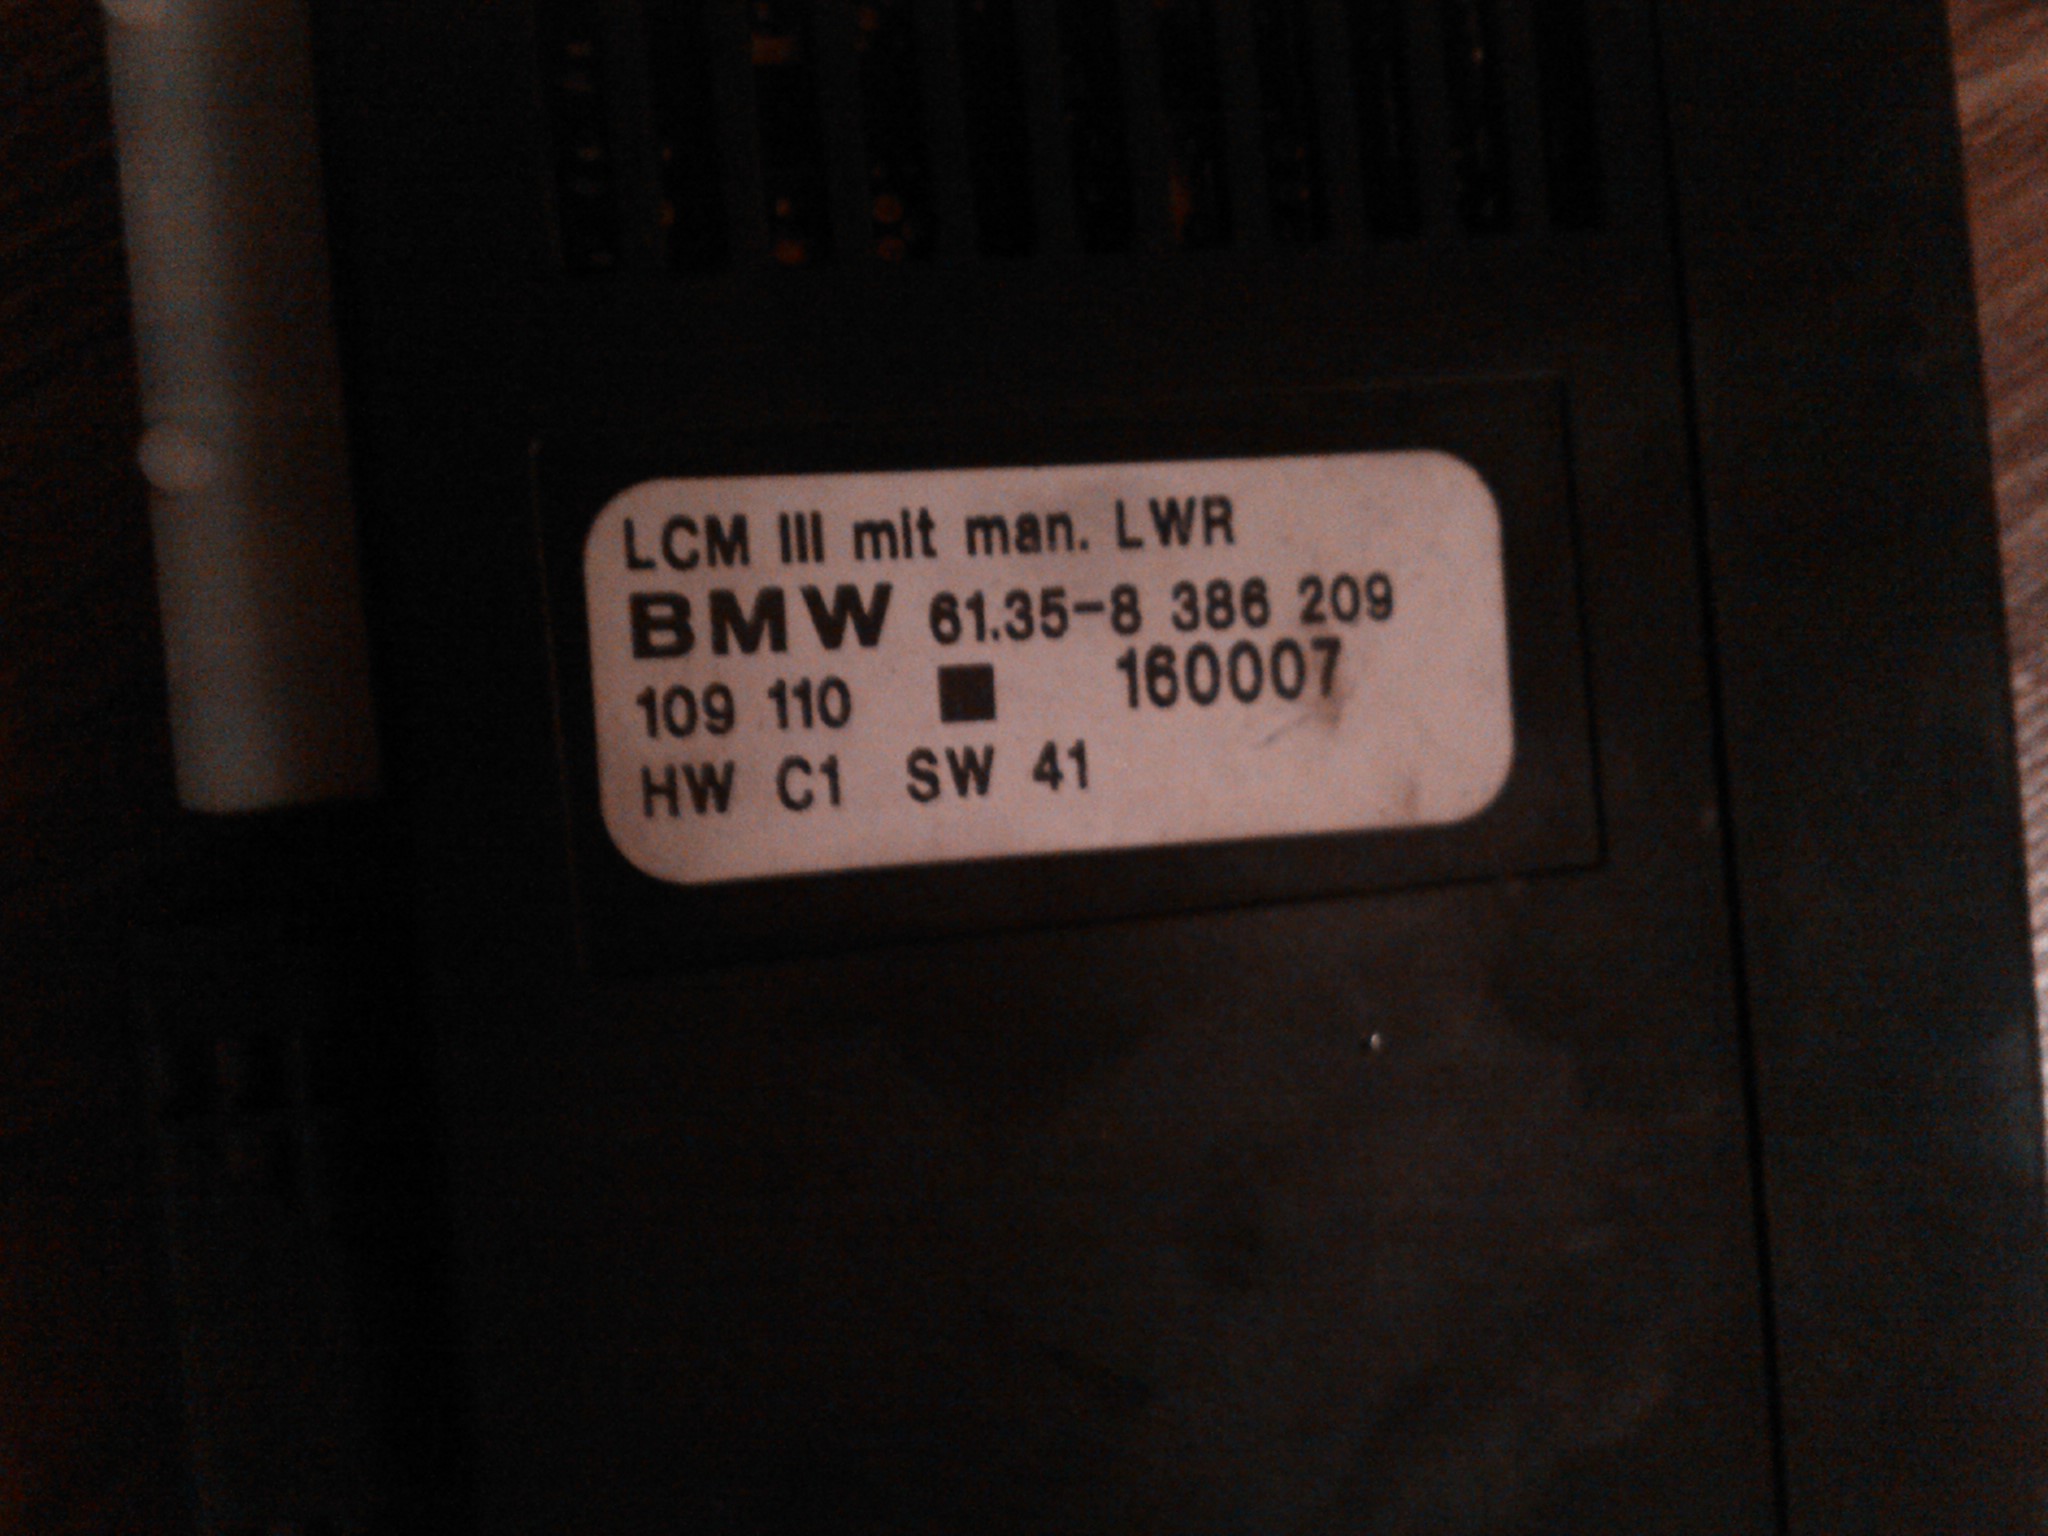 LCM III mit man. LWR
BMW 61.35-8 386 209
109 110 160007
HW C1 SW 41